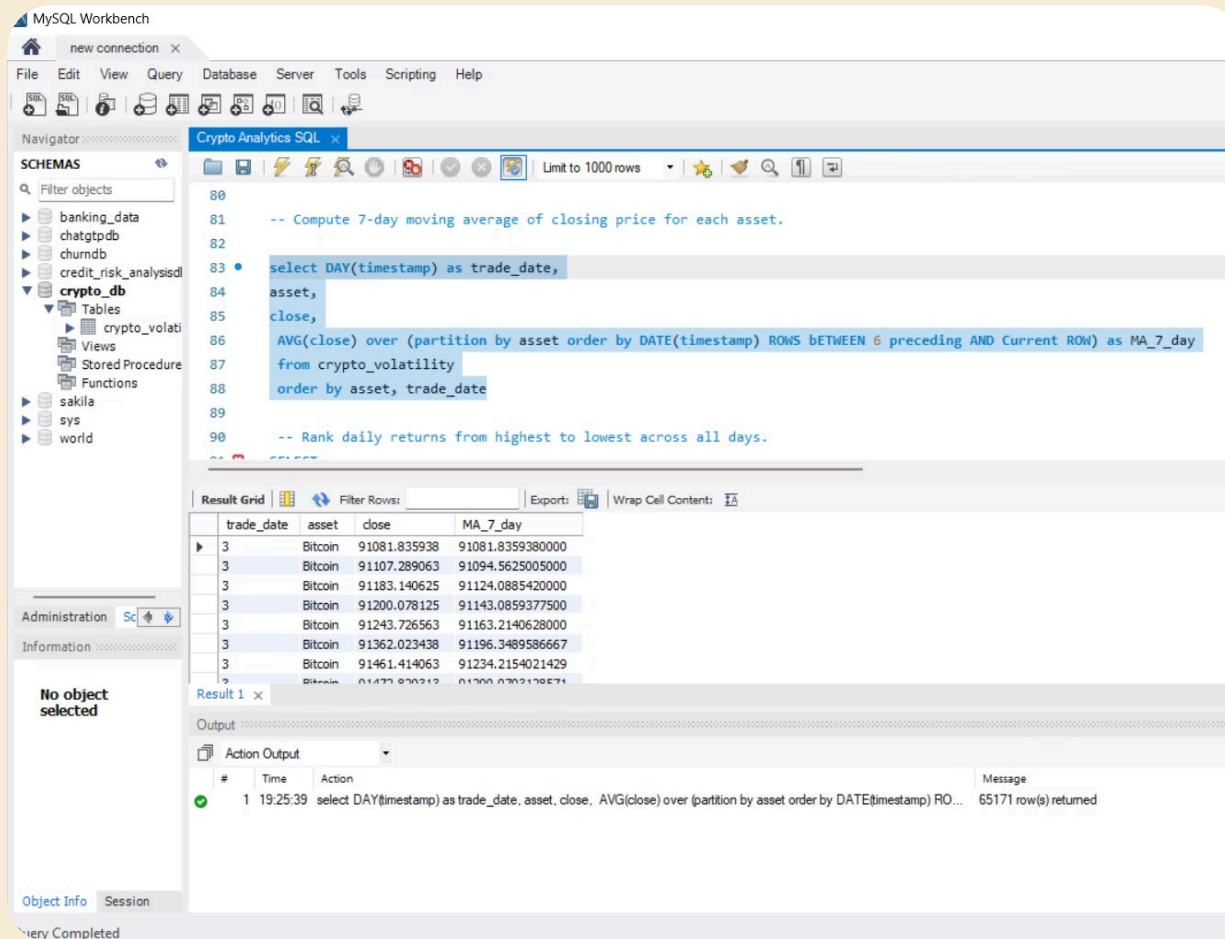 MySQL Workbench
new connection ×
File Edit View Query Database Server Tools Scripting Help
Navigator
SCHEMAS
Filter objects
banking_data
chatgtpdb
churndb
credit_risk_analysisdl
crypto_db
Tables
crypto_volati
Views
Stored Procedure
Functions
sakila
sys
world
Administration Sc
Information
No object
selected
Object Info Session
Crypto Analytics SQL ×
Limit to 1000 rows
80
81 -- Compute 7-day moving average of closing price for each asset.
82
83 select DAY(timestamp) as trade_date,
84 asset,
85 close,
86 AVG(close) over (partition by asset order by DATE(timestamp) ROWS bETWEEN 6 preceding AND Current ROW) as MA_7_day
87 from crypto_volatility
88 order by asset, trade_date
89
90 -- Rank daily returns from highest to lowest across all days.
Result Grid Filter Rows: Export: Wrap Cell Content: IA
trade_date asset close MA_7_day
3 Bitcoin 91081.835938 91081.8359380000
3 Bitcoin 91107.289063 91094.5625005000
3 Bitcoin 91183.140625 91124.0885420000
3 Bitcoin 91200.078125 91143.0859377500
3 Bitcoin 91243.726563 91163.2140628000
3 Bitcoin 91362.023438 91196.3489586667
3 Bitcoin 91461.414063 91234.2154021429
Result 1 ×
Output
Action Output
# Time Action Message
1 19:25:39 select DAY(timestamp) as trade_date, asset, close, AVG(close) over (partition by asset order by DATE(timestamp) RO... 65171 row(s) returned
Completed